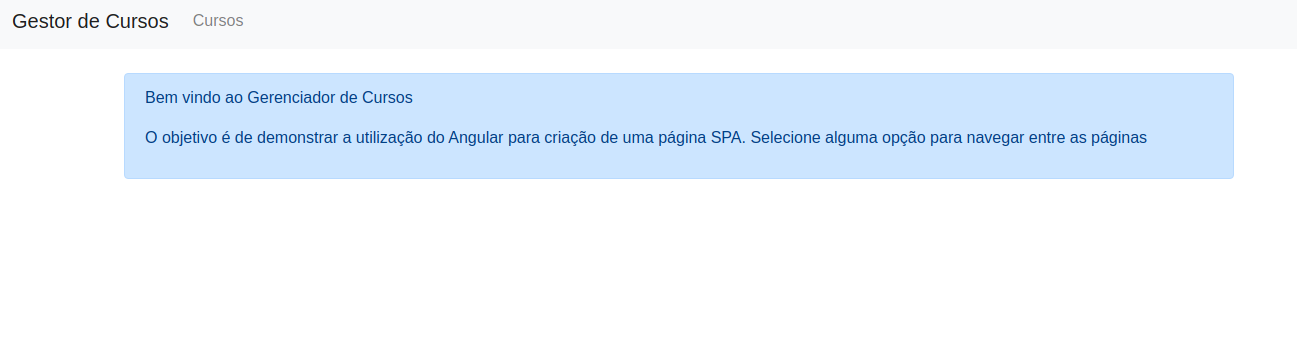 Gestor de Cursos Cursos
Bem vindo ao Gerenciador de Cursos
O objetivo é de demonstrar a utilização do Angular para criação de uma página SPA. Selecione alguma opção para navegar entre as páginas